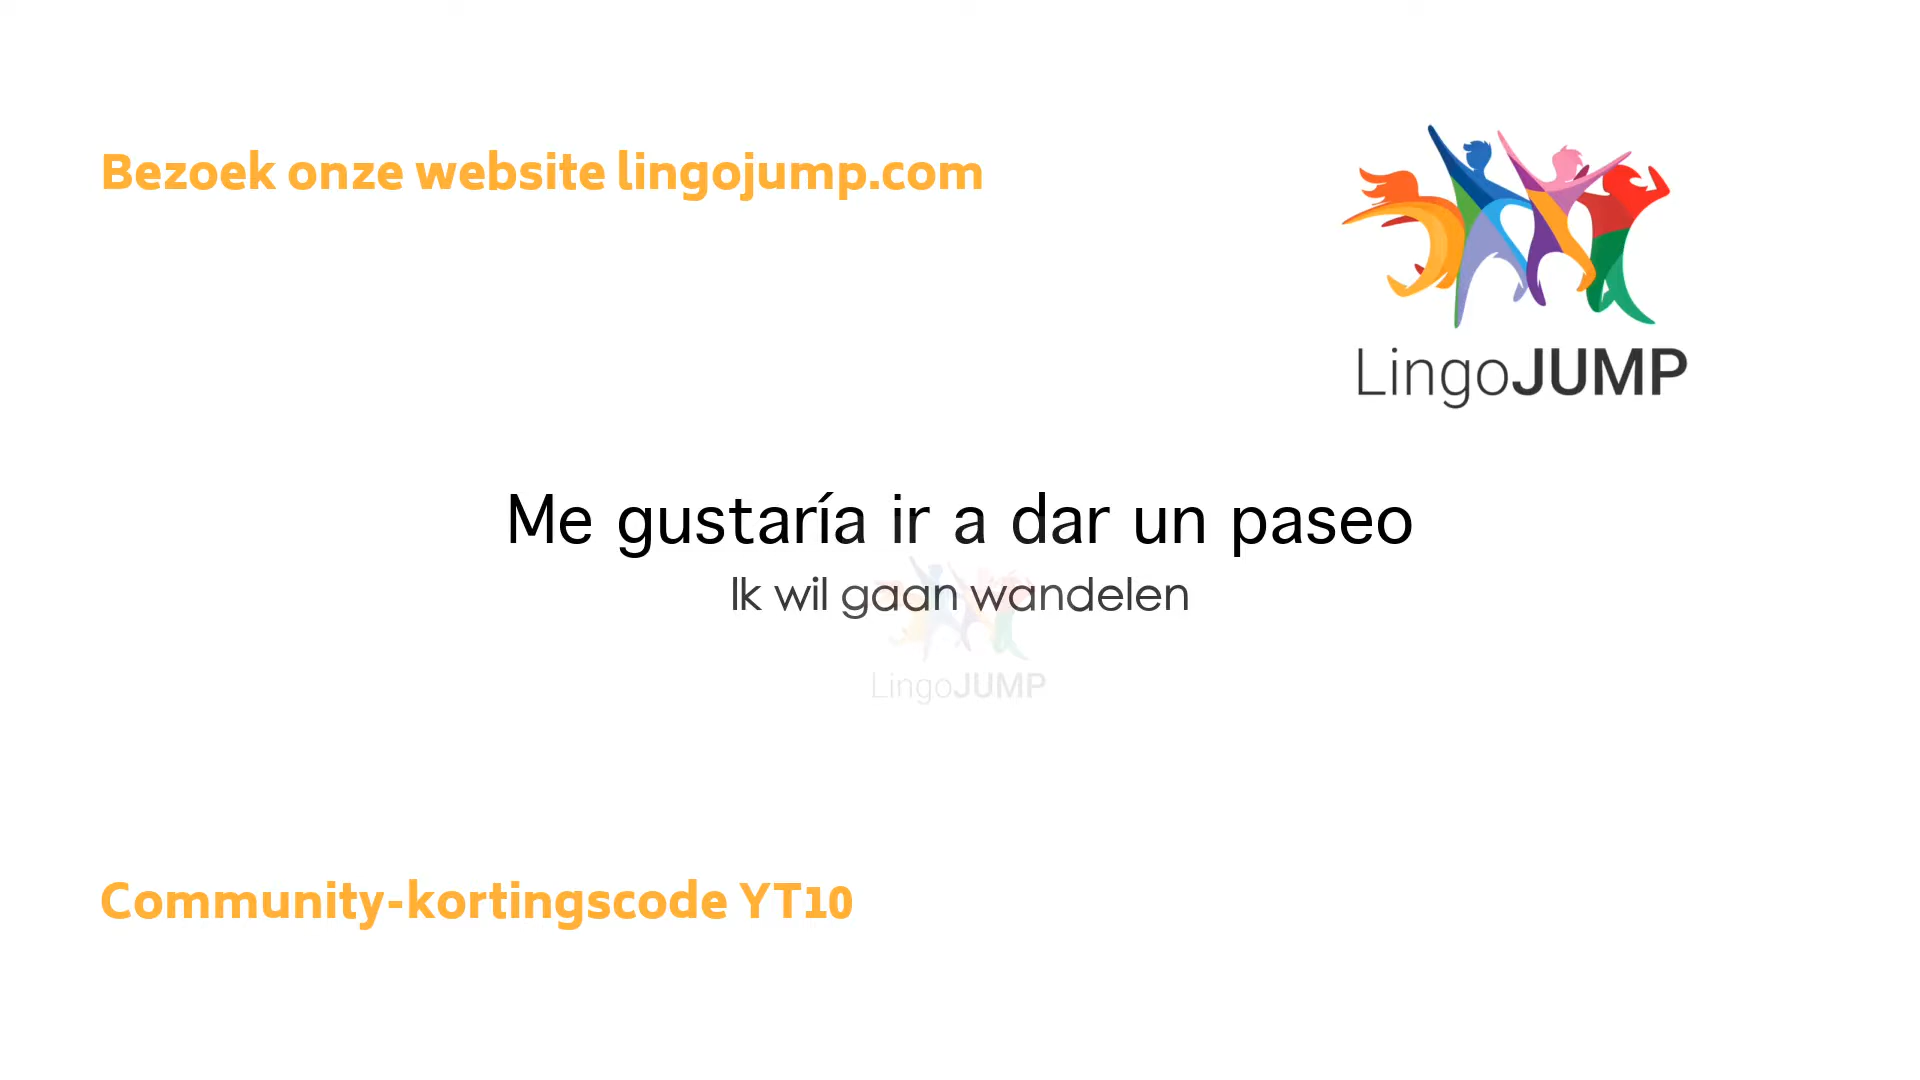 Bezoek onze website lingojump.com
LingoJUMP
Me gustaría ir a dar un paseo
Ik wil gaan wandelen
LingoJUMP
Community-kortingscode YT10